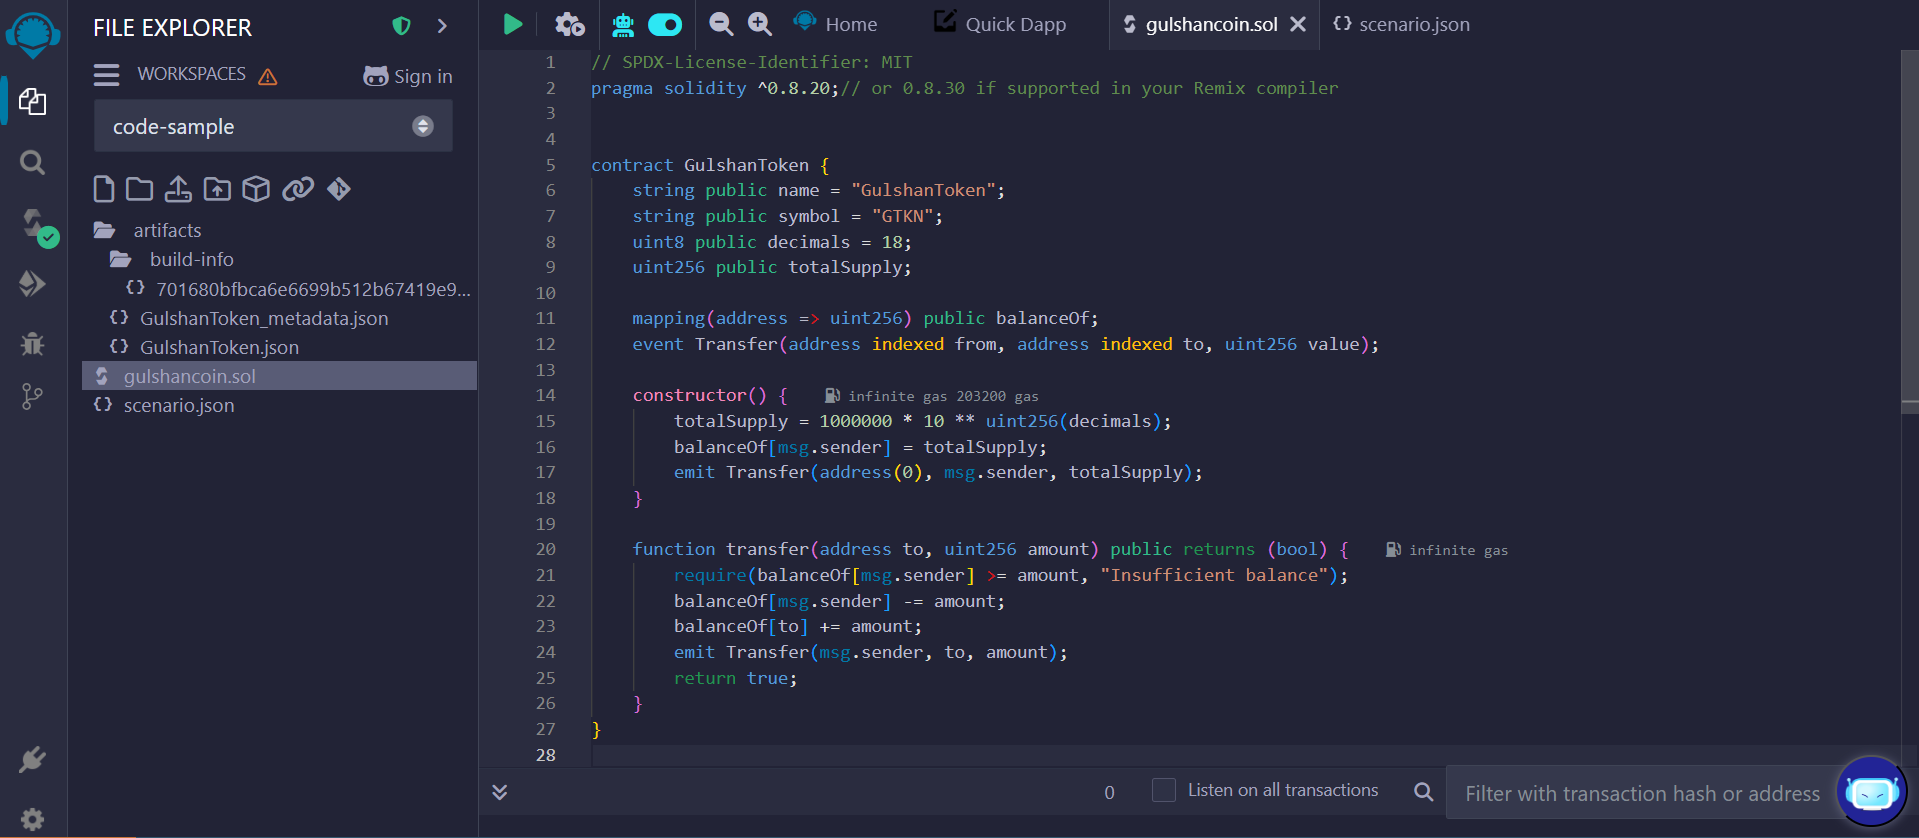 FILE EXPLORER
WORKSPACES
Sign in
code-sample
artifacts
build-info
701680bfbca6e6699b512b67419e9...
GulshanToken_metadata.json
GulshanToken.json
gulshancoin.sol
scenario.json
Home
Quick Dapp
gulshancoin.sol
scenario.json
1 // SPDX-License-Identifier: MIT
2 pragma solidity ^0.8.20;// or 0.8.30 if supported in your Remix compiler
3
4
5 contract GulshanToken {
6     string public name = "GulshanToken";
7     string public symbol = "GTKN";
8     uint8 public decimals = 18;
9     uint256 public totalSupply;
10
11     mapping(address => uint256) public balanceOf;
12     event Transfer(address indexed from, address indexed to, uint256 value);
13
14     constructor() { infinite gas 203200 gas
15         totalSupply = 1000000 * 10 ** uint256(decimals);
16         balanceOf[msg.sender] = totalSupply;
17         emit Transfer(address(0), msg.sender, totalSupply);
18     }
19
20     function transfer(address to, uint256 amount) public returns (bool) { infinite gas
21         require(balanceOf[msg.sender] >= amount, "Insufficient balance");
22         balanceOf[msg.sender] -= amount;
23         balanceOf[to] += amount;
24         emit Transfer(msg.sender, to, amount);
25         return true;
26     }
27 }
28
0
Listen on all transactions
Filter with transaction hash or address